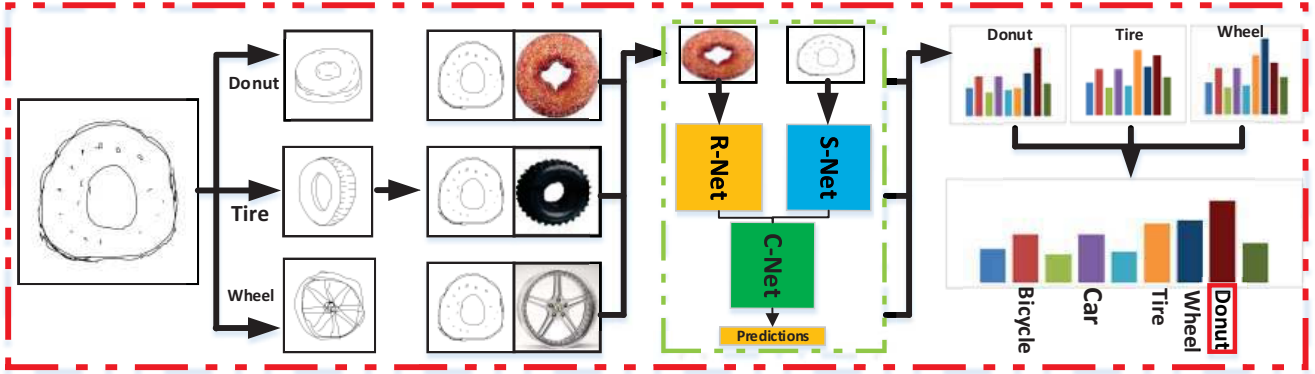 Donut
Tire
Wheel
R-Net
S-Net
C-Net
Predictions
Donut
Tire
Wheel
Bicycle
Car
Tire
Wheel
Donut